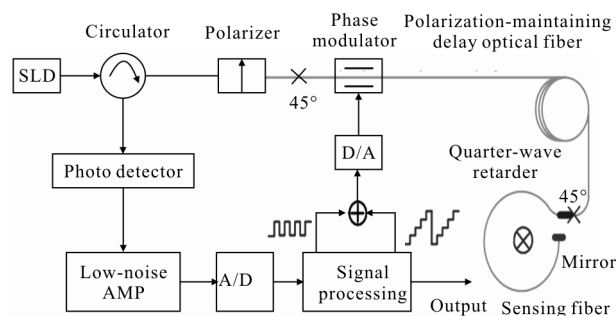 Circulator
Polarizer
Phase
modulator
Polarization-maintaining
delay optical fiber
SLD
45°
Photo detector
D/A
Quarter-wave
retarder
45°
Low-noise
AMP
A/D
Signal
processing
Output
Mirror
Sensing fiber